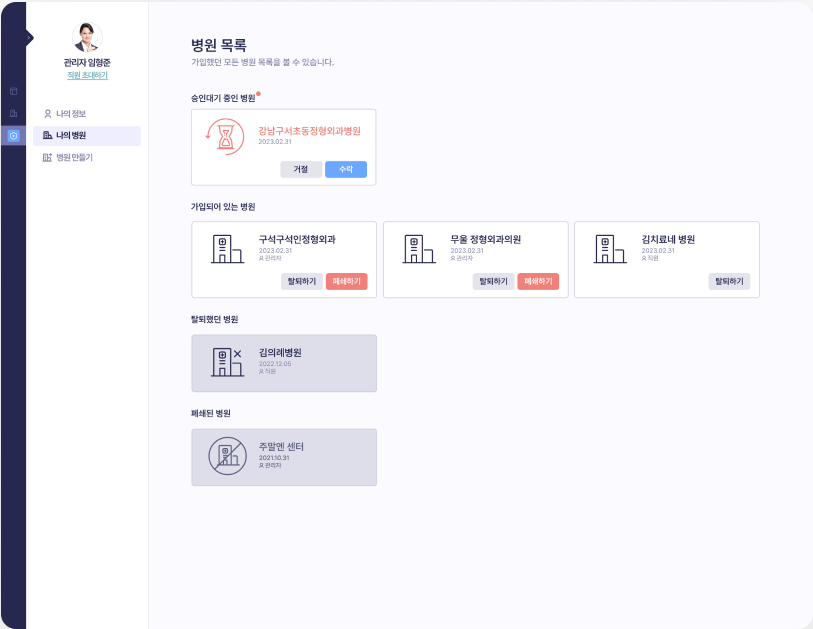 관리자 임형준
직원 초대하기
나의 정보
나의 병원
병원 만들기
병원 목록
가입했던 모든 병원 목록을 볼 수 있습니다.
승인대기 중인 병원
강남구서초동정형외과병원
2023.02.31
거절
수락
가입되어 있는 병원
구석구석인정형외과
2023.02.31
관리자
탈퇴하기
폐쇄하기
무울 정형외과의원
2023.02.31
관리자
탈퇴하기
폐쇄하기
김치료네 병원
2023.02.31
직원
탈퇴하기
탈퇴했던 병원
김의례병원
2022.12.05
직원
폐쇄된 병원
주말엔 센터
2021.10.31
관리자